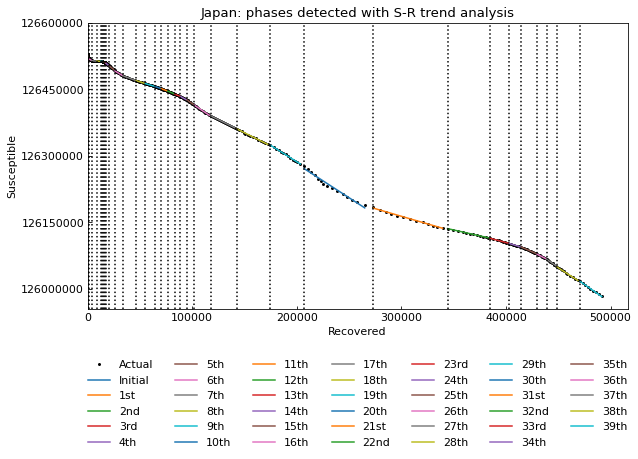 Japan: phases detected with S-R trend analysis
126600000
126450000
126300000
126150000
126000000
Susceptible
0 100000 200000 300000 400000 500000
Recovered
Actual 5th 11th 17th 23rd 29th 35th
Initial 6th 12th 18th 24th 30th 36th
1st 7th 13th 19th 25th 31st 37th
2nd 8th 14th 20th 26th 32nd 38th
3rd 9th 15th 21st 27th 33rd 39th
4th 10th 16th 22nd 28th 34th